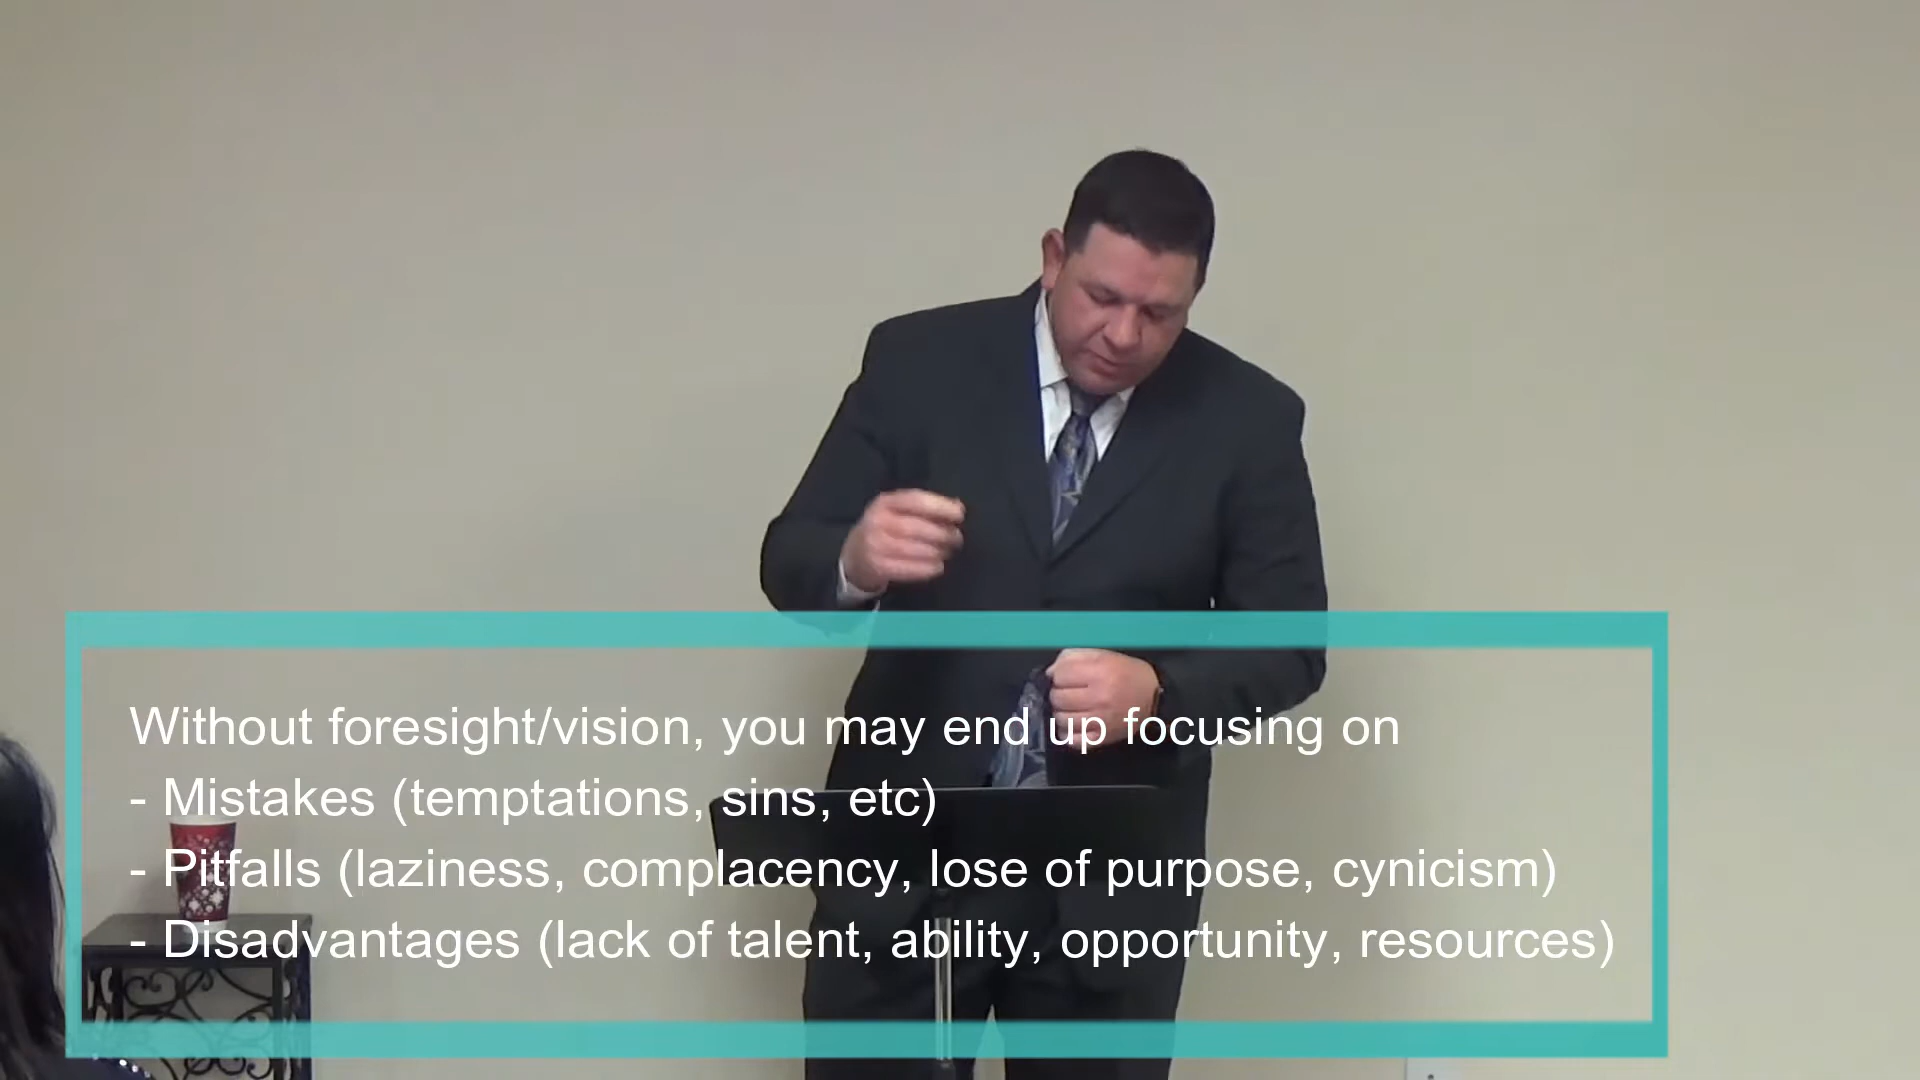 Without foresight/vision, you may end up focusing on
- Mistakes (temptations, sins, etc)
- Pitfalls (laziness, complacency, lose of purpose, cynicism)
- Disadvantages (lack of talent, ability, opportunity, resources)